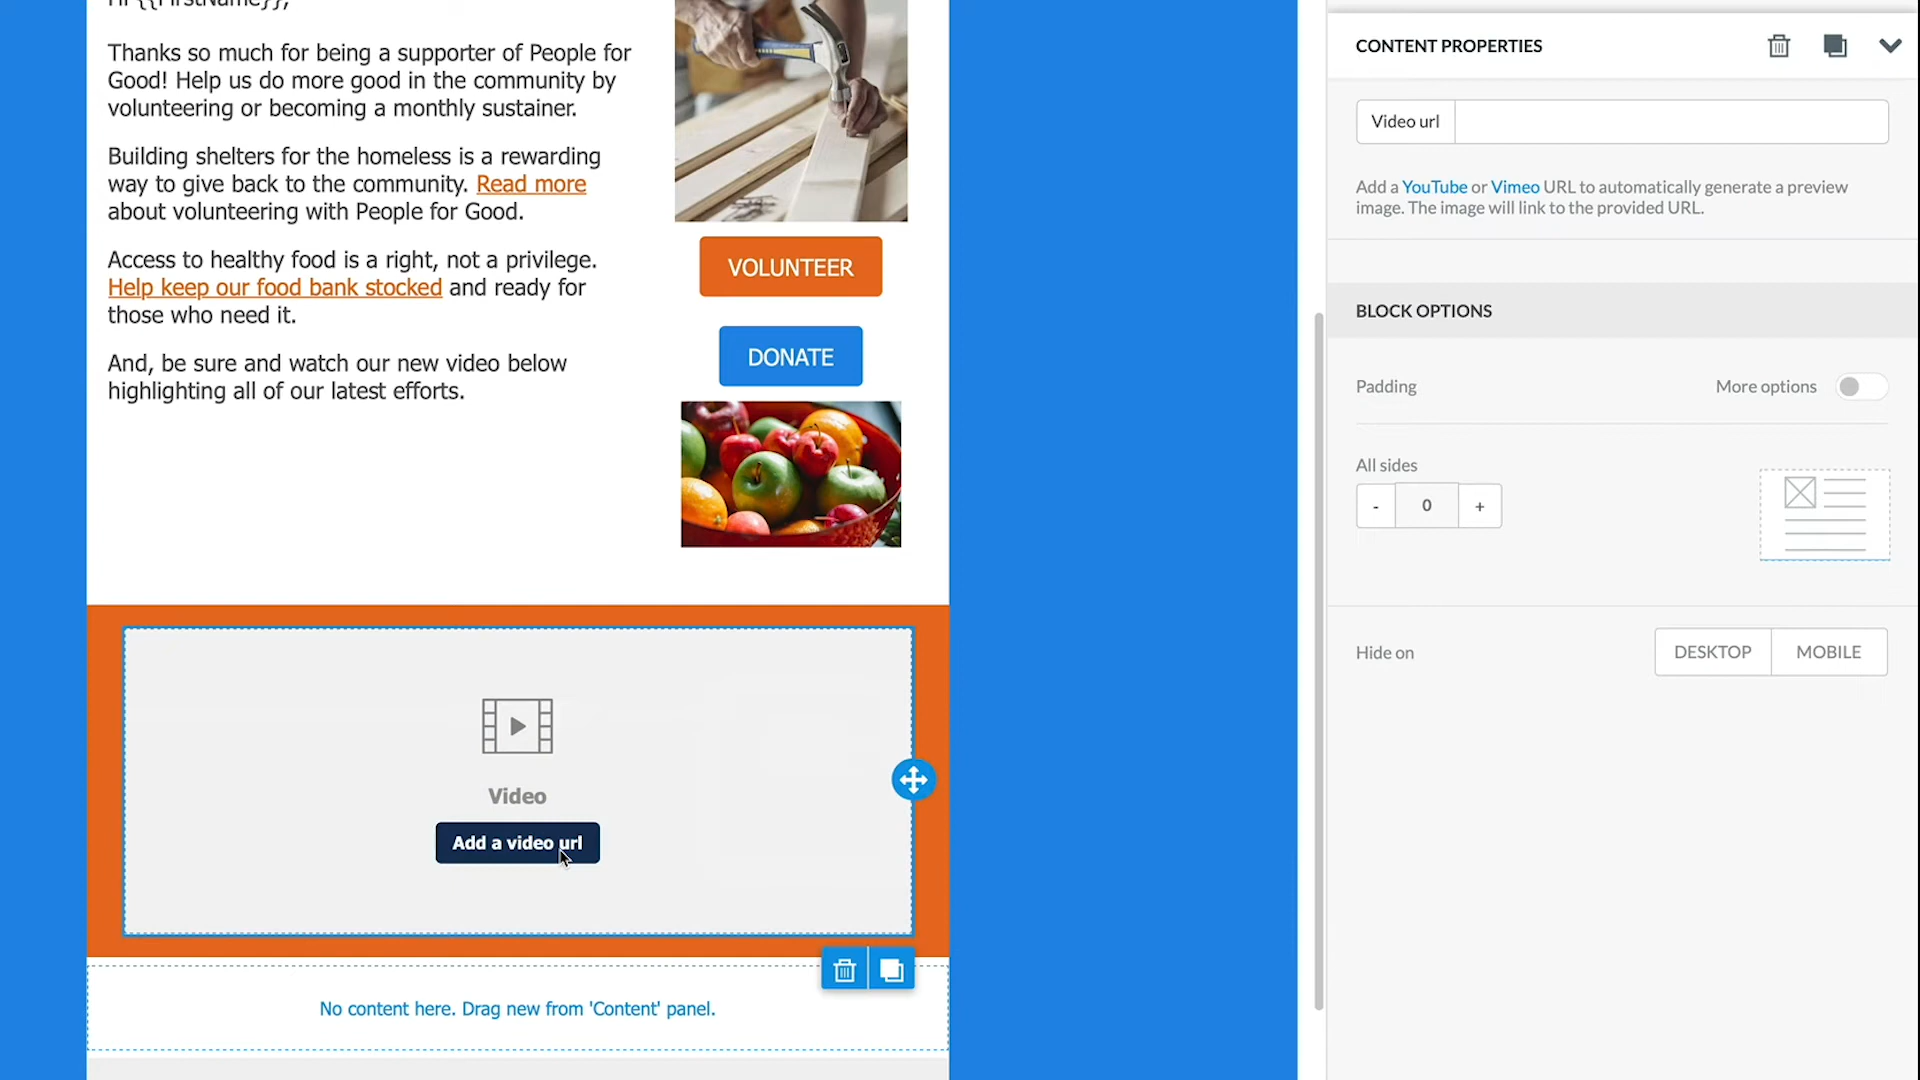 Hi {{FirstName}},
Thanks so much for being a supporter of People for
Good! Help us do more good in the community by
volunteering or becoming a monthly sustainer.
Building shelters for the homeless is a rewarding
way to give back to the community. Read more
about volunteering with People for Good.
Access to healthy food is a right, not a privilege.
Help keep our food bank stocked and ready for
those who need it.
And, be sure and watch our new video below
highlighting all of our latest efforts.
VOLUNTEER
DONATE
Video
Add a video url
No content here. Drag new from 'Content' panel.
CONTENT PROPERTIES
Video url
Add a YouTube or Vimeo URL to automatically generate a preview
image. The image will link to the provided URL.
BLOCK OPTIONS
Padding
More options
All sides
- 0 +
Hide on
DESKTOP
MOBILE